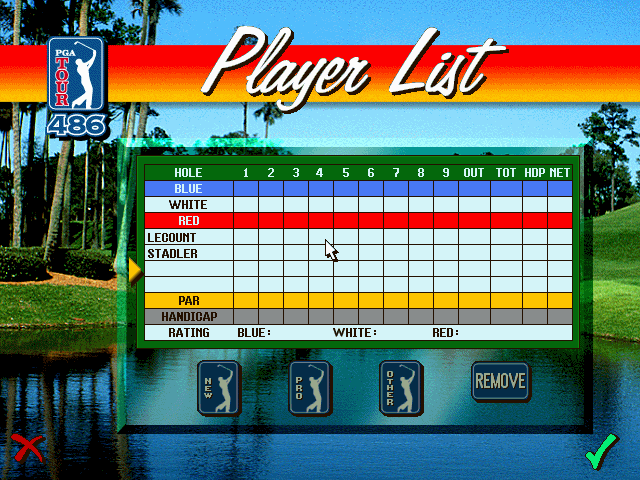 Player List
PGA
TOUR
486
HOLE 1 2 3 4 5 6 7 8 9 OUT TOT HDP NET
BLUE
WHITE
RED
LECOUNT
STADLER
PAR
HANDICAP
RATING BLUE: WHITE: RED:
NEW PRO OTHER REMOVE